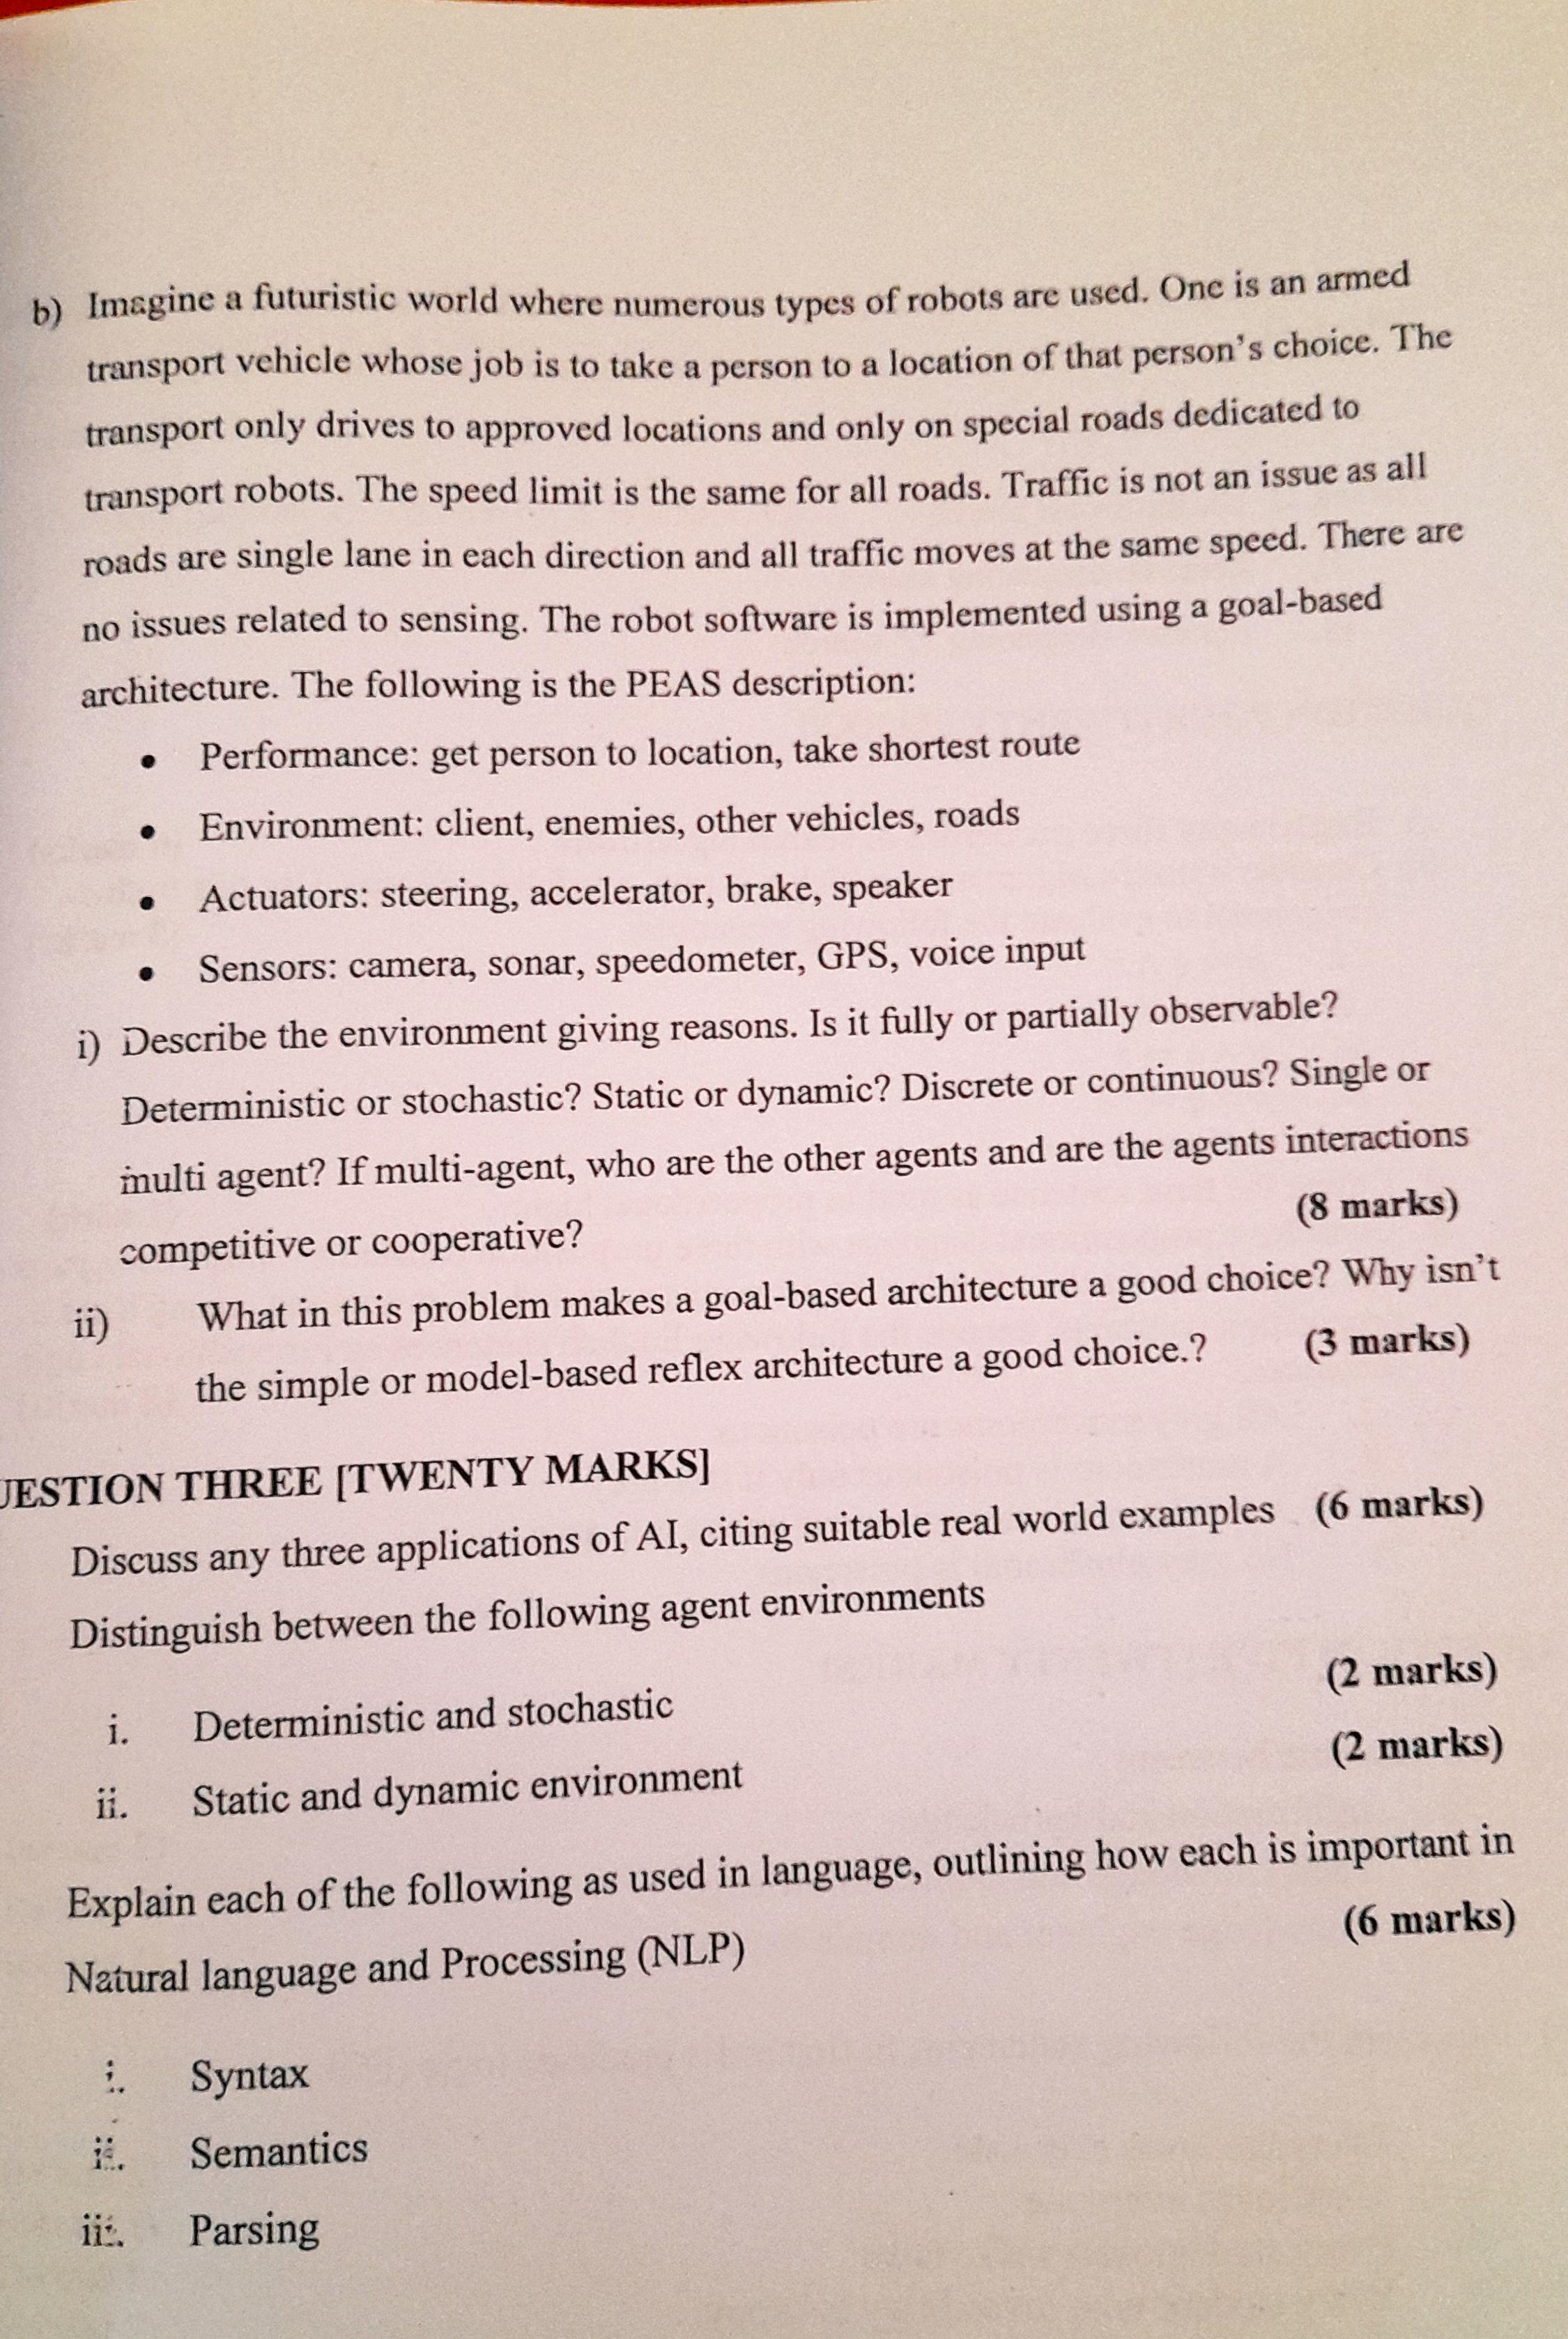 b) Imagine a futuristic world where numerous types of robots are used. One is an armed
transport vehicle whose job is to take a person to a location of that person's choice. The
transport only drives to approved locations and only on special roads dedicated to
transport robots. The speed limit is the same for all roads. Traffic is not an issue as all
roads are single lane in each direction and all traffic moves at the same speed. There are
no issues related to sensing. The robot software is implemented using a goal-based
architecture. The following is the PEAS description:
• Performance: get person to location, take shortest route
• Environment: client, enemies, other vehicles, roads
• Actuators: steering, accelerator, brake, speaker
• Sensors: camera, sonar, speedometer, GPS, voice input
i) Describe the environment giving reasons. Is it fully or partially observable?
Deterministic or stochastic? Static or dynamic? Discrete or continuous? Single or
multi agent? If multi-agent, who are the other agents and are the agents interactions
competitive or cooperative? (8 marks)
ii) What in this problem makes a goal-based architecture a good choice? Why isn't
the simple or model-based reflex architecture a good choice.? (3 marks)
UESTION THREE [TWENTY MARKS]
Discuss any three applications of AI, citing suitable real world examples (6 marks)
Distinguish between the following agent environments
i. Deterministic and stochastic (2 marks)
ii. Static and dynamic environment (2 marks)
Explain each of the following as used in language, outlining how each is important in
Natural language and Processing (NLP) (6 marks)
i. Syntax
ii. Semantics
iii. Parsing